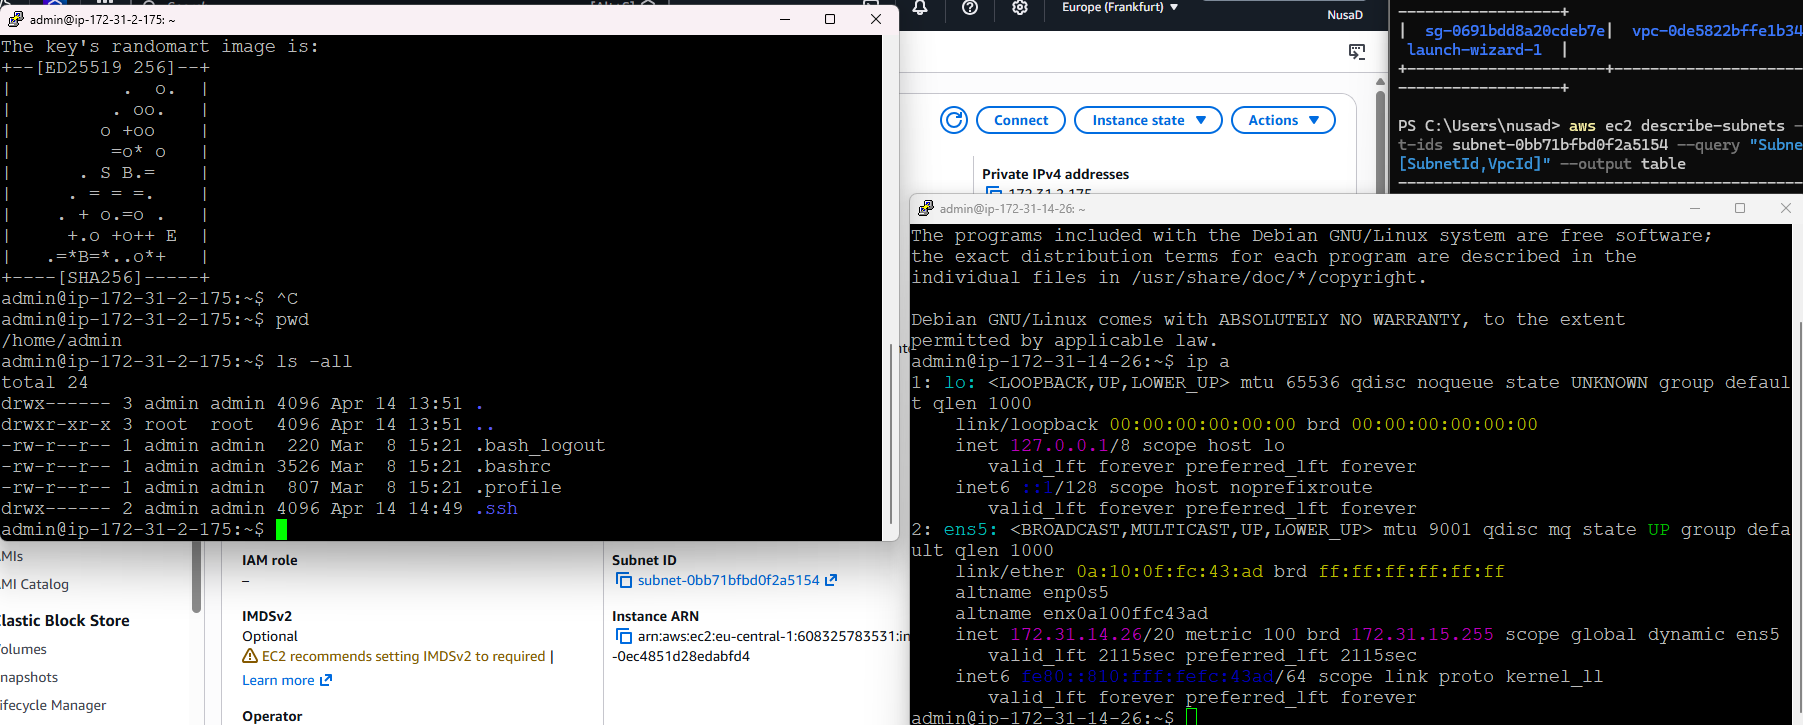 admin@ip-172-31-2-175: ~
The key's randomart image is:
+--[ED25519 256]--+
|          .  o.  |
|         . oo.   |
|        o +oo    |
|         =o* o   |
|      . S B.=    |
|     . = = =.    |
|    . + o.=o .   |
|     +.o +o++ E  |
|   .=*B=*..o*+   |
+----[SHA256]-----+
admin@ip-172-31-2-175:~$ ^C
admin@ip-172-31-2-175:~$ pwd
/home/admin
admin@ip-172-31-2-175:~$ ls -all
total 24
drwx------ 3 admin admin 4096 Apr 14 13:51 .
drwxr-xr-x 3 root  root  4096 Apr 14 13:51 ..
-rw-r--r-- 1 admin admin  220 Mar  8 15:21 .bash_logout
-rw-r--r-- 1 admin admin 3526 Mar  8 15:21 .bashrc
-rw-r--r-- 1 admin admin  807 Mar  8 15:21 .profile
drwx------ 2 admin admin 4096 Apr 14 14:49 .ssh
admin@ip-172-31-2-175:~$
Europe (Frankfurt)
NusaD
Connect
Instance state
Actions
Private IPv4 addresses
172.31.2.175
------------------+
| sg-0691bdd8a20cdeb7e| vpc-0de5822bffe1b34
launch-wizard-1 |
+---------------------+--------------------
------------------+
PS C:\Users\nusad> aws ec2 describe-subnets -
t-ids subnet-0bb71bfbd0f2a5154 --query "Subne
[SubnetId,VpcId]" --output table
-------------------------------------------
admin@ip-172-31-14-26: ~
The programs included with the Debian GNU/Linux system are free software;
the exact distribution terms for each program are described in the
individual files in /usr/share/doc/*/copyright.
Debian GNU/Linux comes with ABSOLUTELY NO WARRANTY, to the extent
permitted by applicable law.
admin@ip-172-31-14-26:~$ ip a
1: lo: <LOOPBACK,UP,LOWER_UP> mtu 65536 qdisc noqueue state UNKNOWN group defaul
t qlen 1000
    link/loopback 00:00:00:00:00:00 brd 00:00:00:00:00:00
    inet 127.0.0.1/8 scope host lo
       valid_lft forever preferred_lft forever
    inet6 ::1/128 scope host noprefixroute
       valid_lft forever preferred_lft forever
2: ens5: <BROADCAST,MULTICAST,UP,LOWER_UP> mtu 9001 qdisc mq state UP group defa
ult qlen 1000
    link/ether 0a:10:0f:fc:43:ad brd ff:ff:ff:ff:ff:ff
    altname enp0s5
    altname enx0a100ffc43ad
    inet 172.31.14.26/20 metric 100 brd 172.31.15.255 scope global dynamic ens5
       valid_lft 2115sec preferred_lft 2115sec
    inet6 fe80::810:fff:fefc:43ad/64 scope link proto kernel_ll
       valid_lft forever preferred_lft forever
admin@ip-172-31-14-26:~$
AMIs
AMI Catalog
Elastic Block Store
Volumes
Snapshots
Lifecycle Manager
IAM role
–
IMDSv2
Optional
EC2 recommends setting IMDSv2 to required |
Learn more
Operator
Subnet ID
subnet-0bb71bfbd0f2a5154
Instance ARN
arn:aws:ec2:eu-central-1:608325783531:in
-0ec4851d28edabfd4